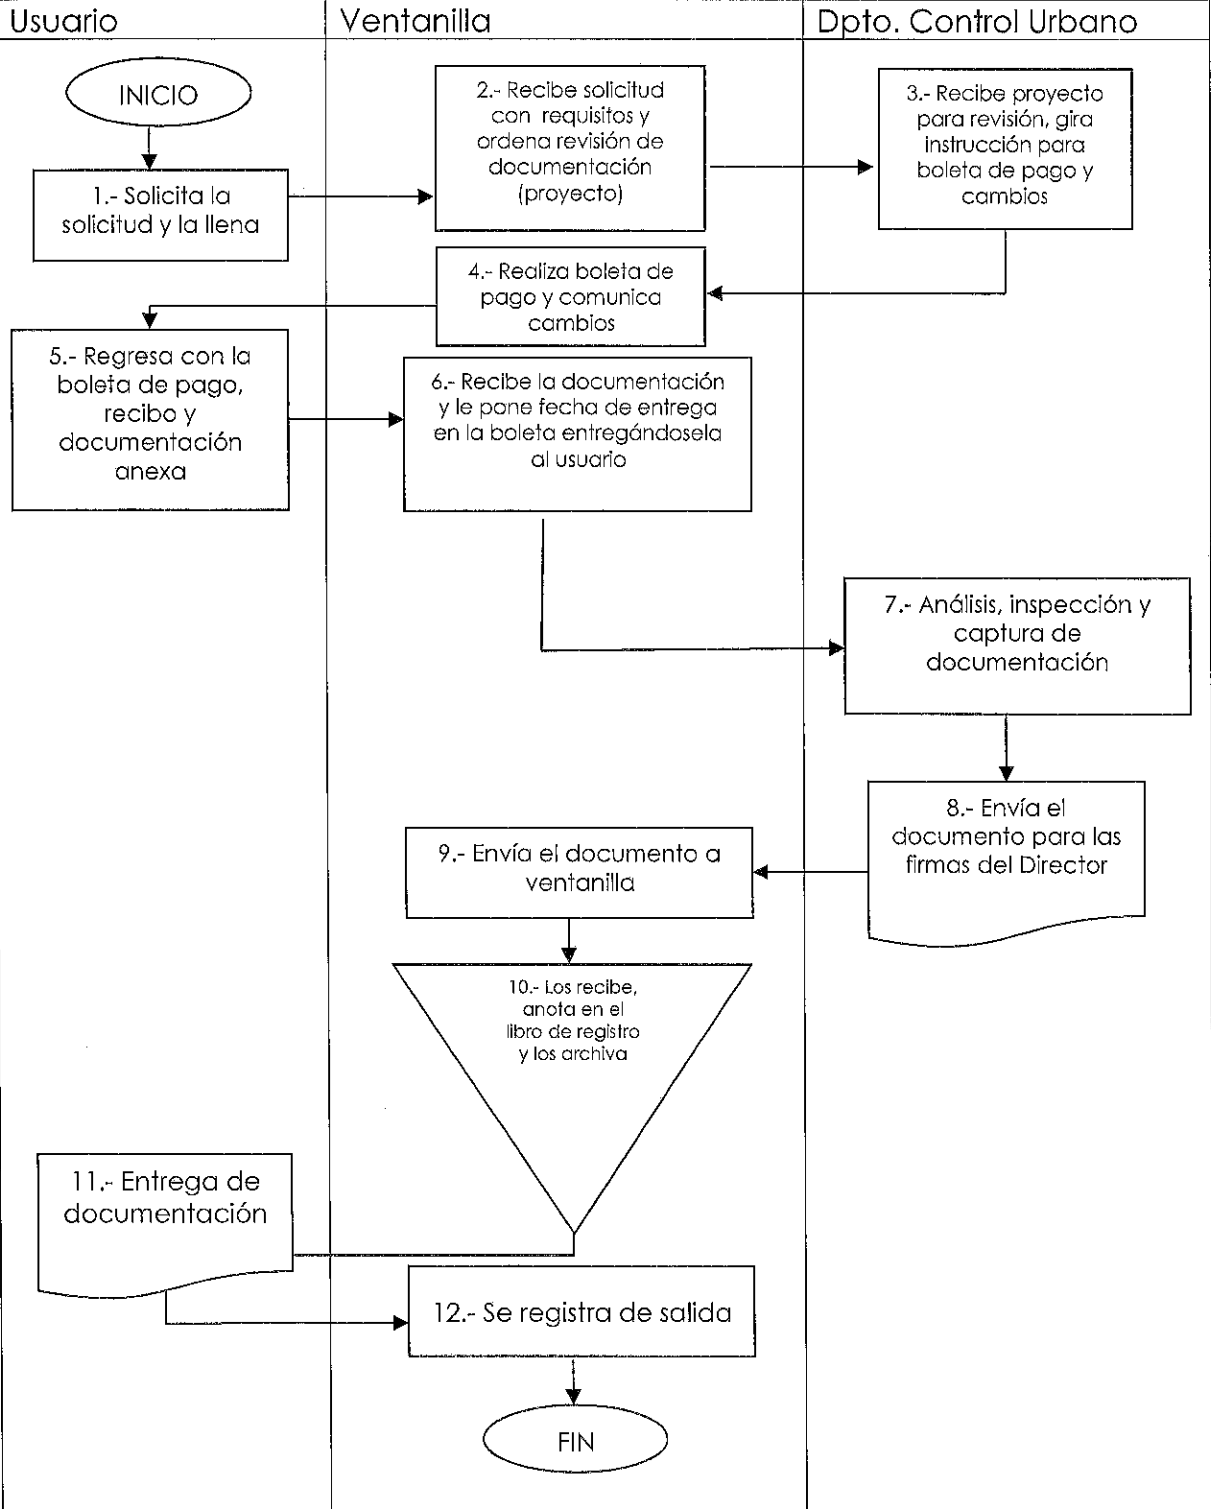 Usuario
Ventanilla
Dpto. Control Urbano
INICIO
1.- Solicita la
solicitud y la llena
2.- Recibe solicitud
con requisitos y
ordena revisión de
documentación
(proyecto)
3.- Recibe proyecto
para revisión, gira
instrucción para
boleta de pago y
cambios
4.- Realiza boleta de
pago y comunica
cambios
5.- Regresa con la
boleta de pago,
recibo y
documentación
anexa
6.- Recibe la documentación
y le pone fecha de entrega
en la boleta entregándosela
al usuario
7.- Análisis, inspección y
captura de
documentación
8.- Envía el
documento para las
firmas del Director
9.- Envía el documento a
ventanilla
10.- Los recibe,
anota en el
libro de registro
y los archiva
11.- Entrega de
documentación
12.- Se registra de salida
FIN